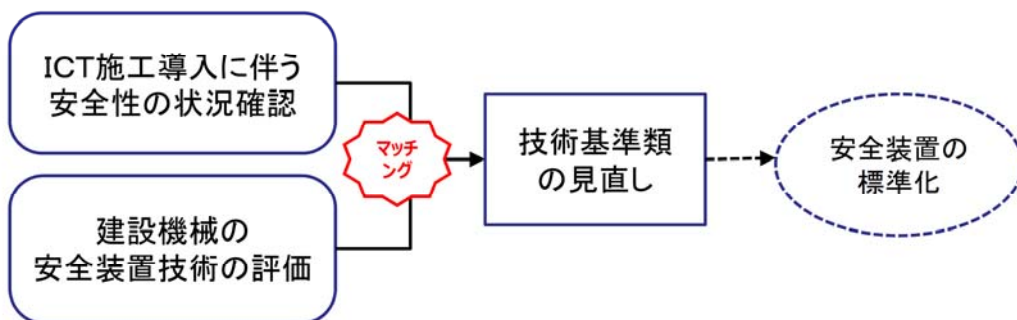 ICT施工導入に伴う
安全性の状況確認
建設機械の
安全装置技術の評価
マッチ
ング
技術基準類
の見直し
安全装置の
標準化